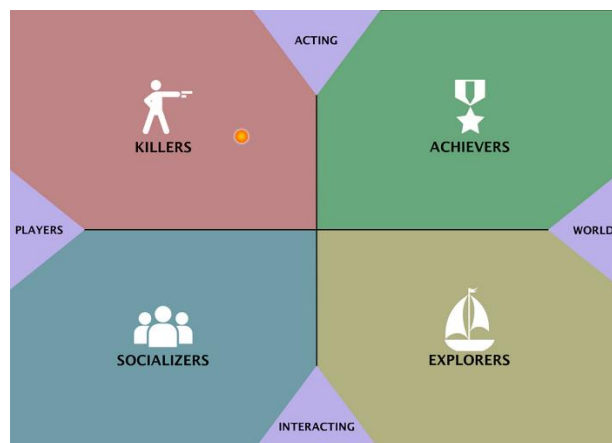 ACTING
KILLERS
ACHIEVERS
PLAYERS
WORLD
SOCIALIZERS
EXPLORERS
INTERACTING